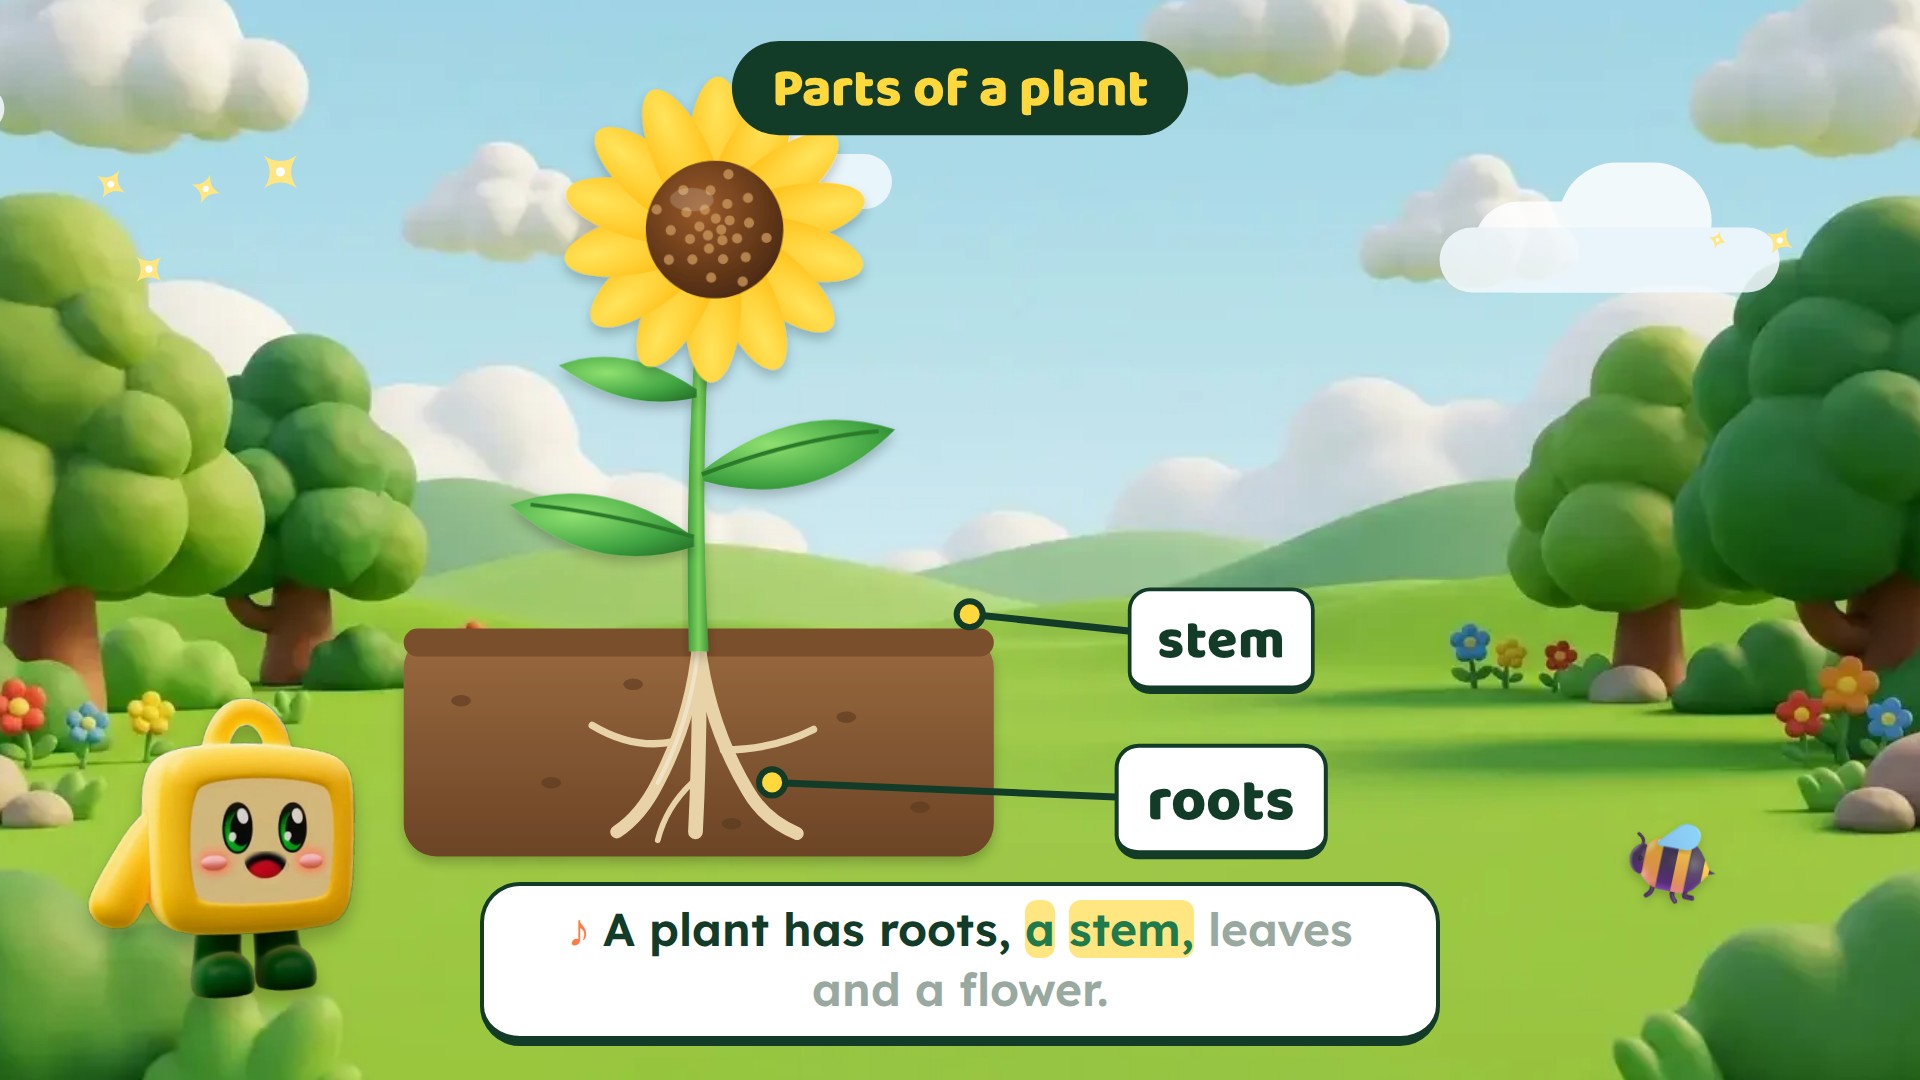 Parts of a plant
stem
roots
♪ A plant has roots, a stem, leaves
and a flower.